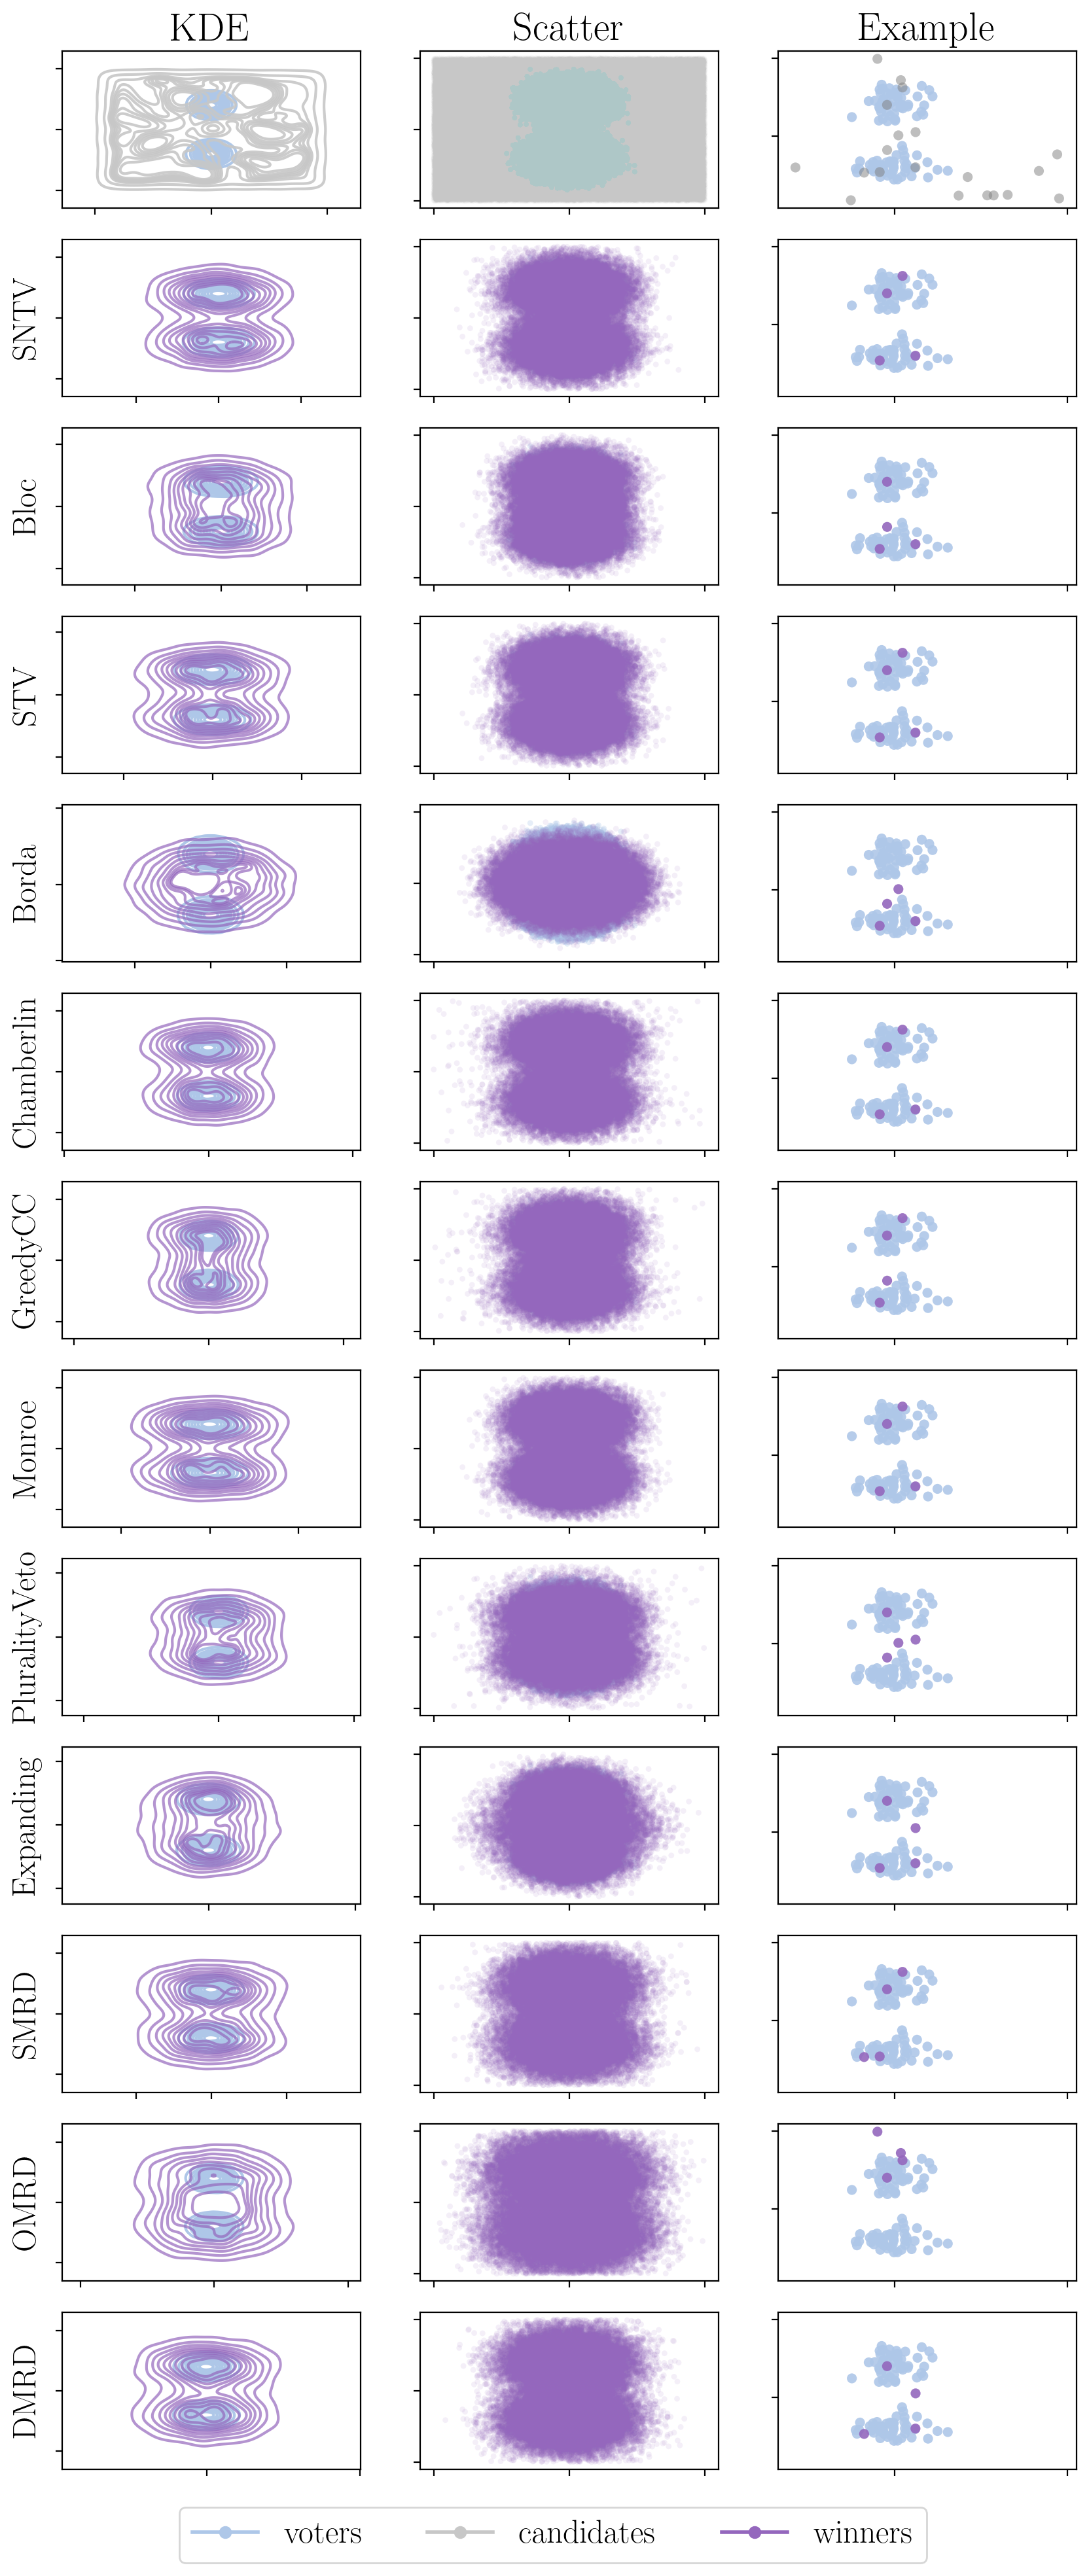 KDE Scatter Example
SNTV
Bloc
STV
Borda
Chamberlin
GreedyCC
Monroe
PluralityVeto
Expanding
SMRD
OMRD
DMRD
voters candidates winners